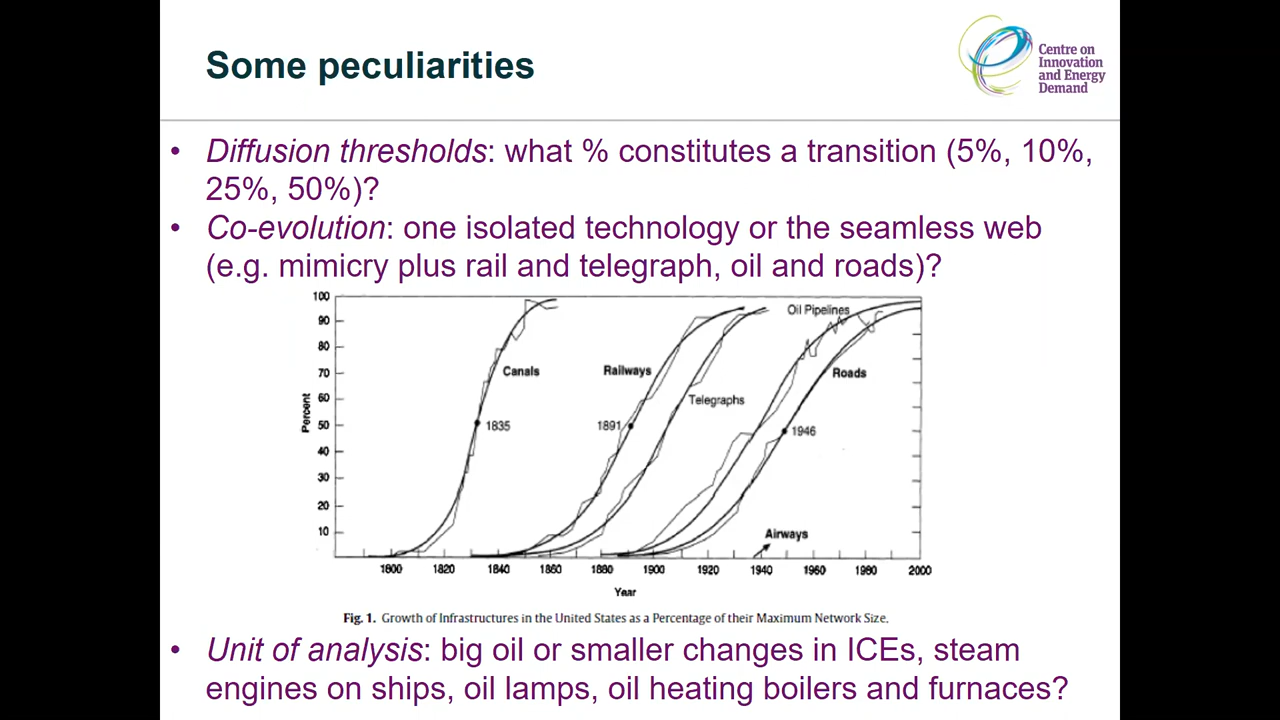 Some peculiarities
Centre on
Innovation
and Energy
Demand
• Diffusion thresholds: what % constitutes a transition (5%, 10%,
25%, 50%)?
• Co-evolution: one isolated technology or the seamless web
(e.g. mimicry plus rail and telegraph, oil and roads)?
100
90
80
70
60
50
40
30
20
10
Percent
Oil Pipelines
Canals
Railways
Roads
Telegraphs
1835
1891
1946
Airways
1800 1820 1840 1860 1880 1900 1920 1940 1960 1980 2000
Year
Fig. 1. Growth of Infrastructures in the United States as a Percentage of their Maximum Network Size.
• Unit of analysis: big oil or smaller changes in ICEs, steam
engines on ships, oil lamps, oil heating boilers and furnaces?